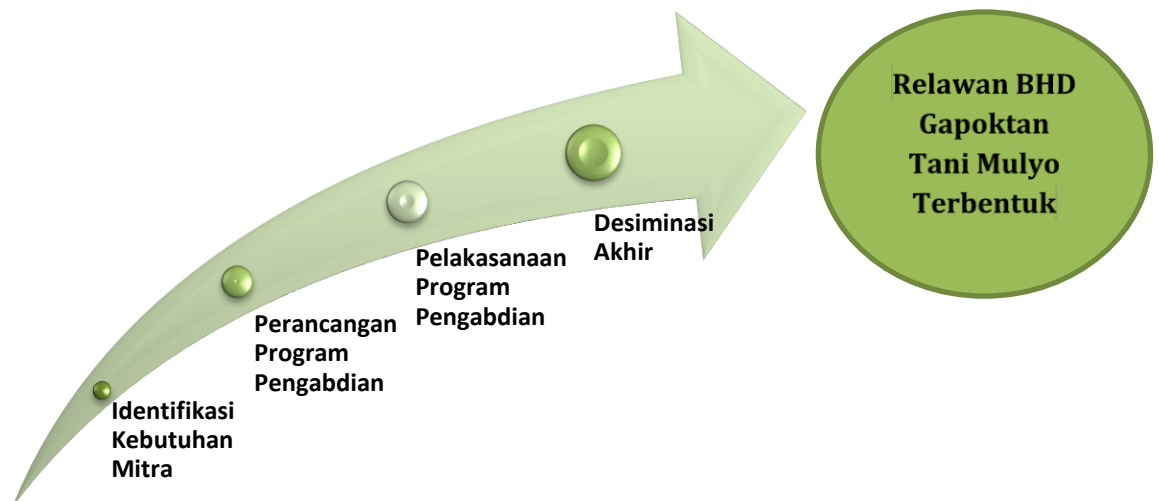 Identifikasi
Kebutuhan
Mitra
Perancangan
Program
Pengabdian
Pelakasanaan
Program
Pengabdian
Desiminasi
Akhir
Relawan BHD
Gapoktan
Tani Mulyo
Terbentuk